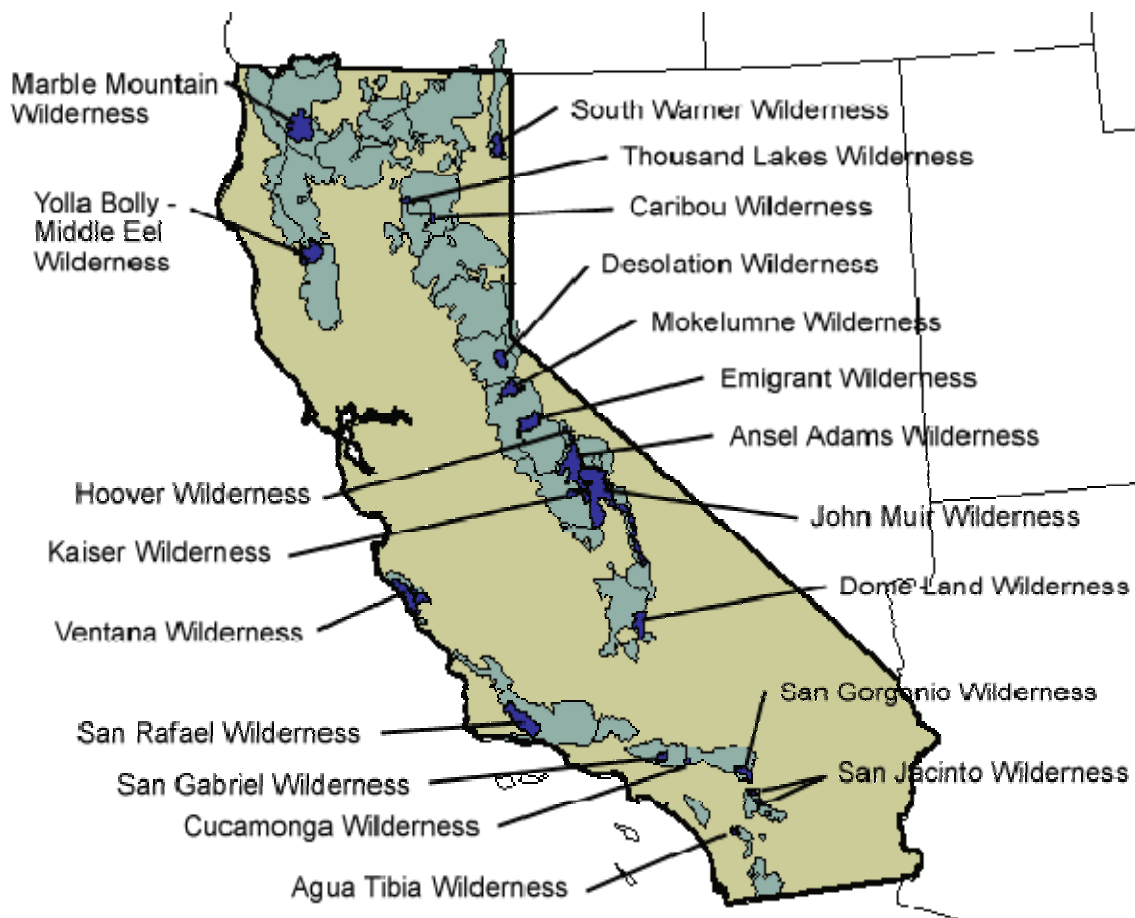 Marble Mountain
Wilderness
South Warner Wilderness
Thousand Lakes Wilderness
Yolla Bolly -
Middle Eel
Wilderness
Caribou Wilderness
Desolation Wilderness
Mokelumne Wilderness
Emigrant Wilderness
Ansel Adams Wilderness
Hoover Wilderness
John Muir Wilderness
Kaiser Wilderness
Dome Land Wilderness
Ventana Wilderness
San Gorgonio Wilderness
San Rafael Wilderness
San Jacinto Wilderness
San Gabriel Wilderness
Cucamonga Wilderness
Agua Tibia Wilderness